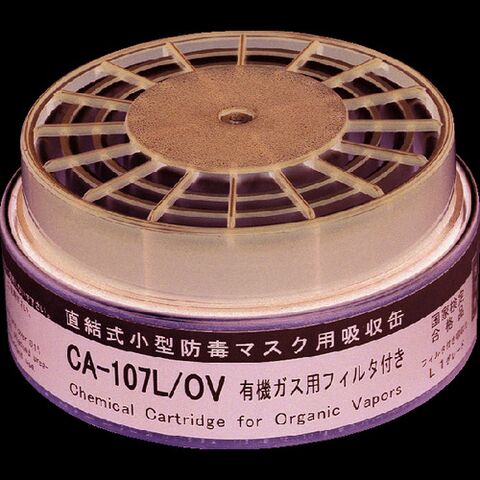 直結式小型防毒マスク用吸収缶
CA-107L/OV 有機ガス用フィルタ付き
Chemical Cartridge for Organic Vapors
国家検定
合格品